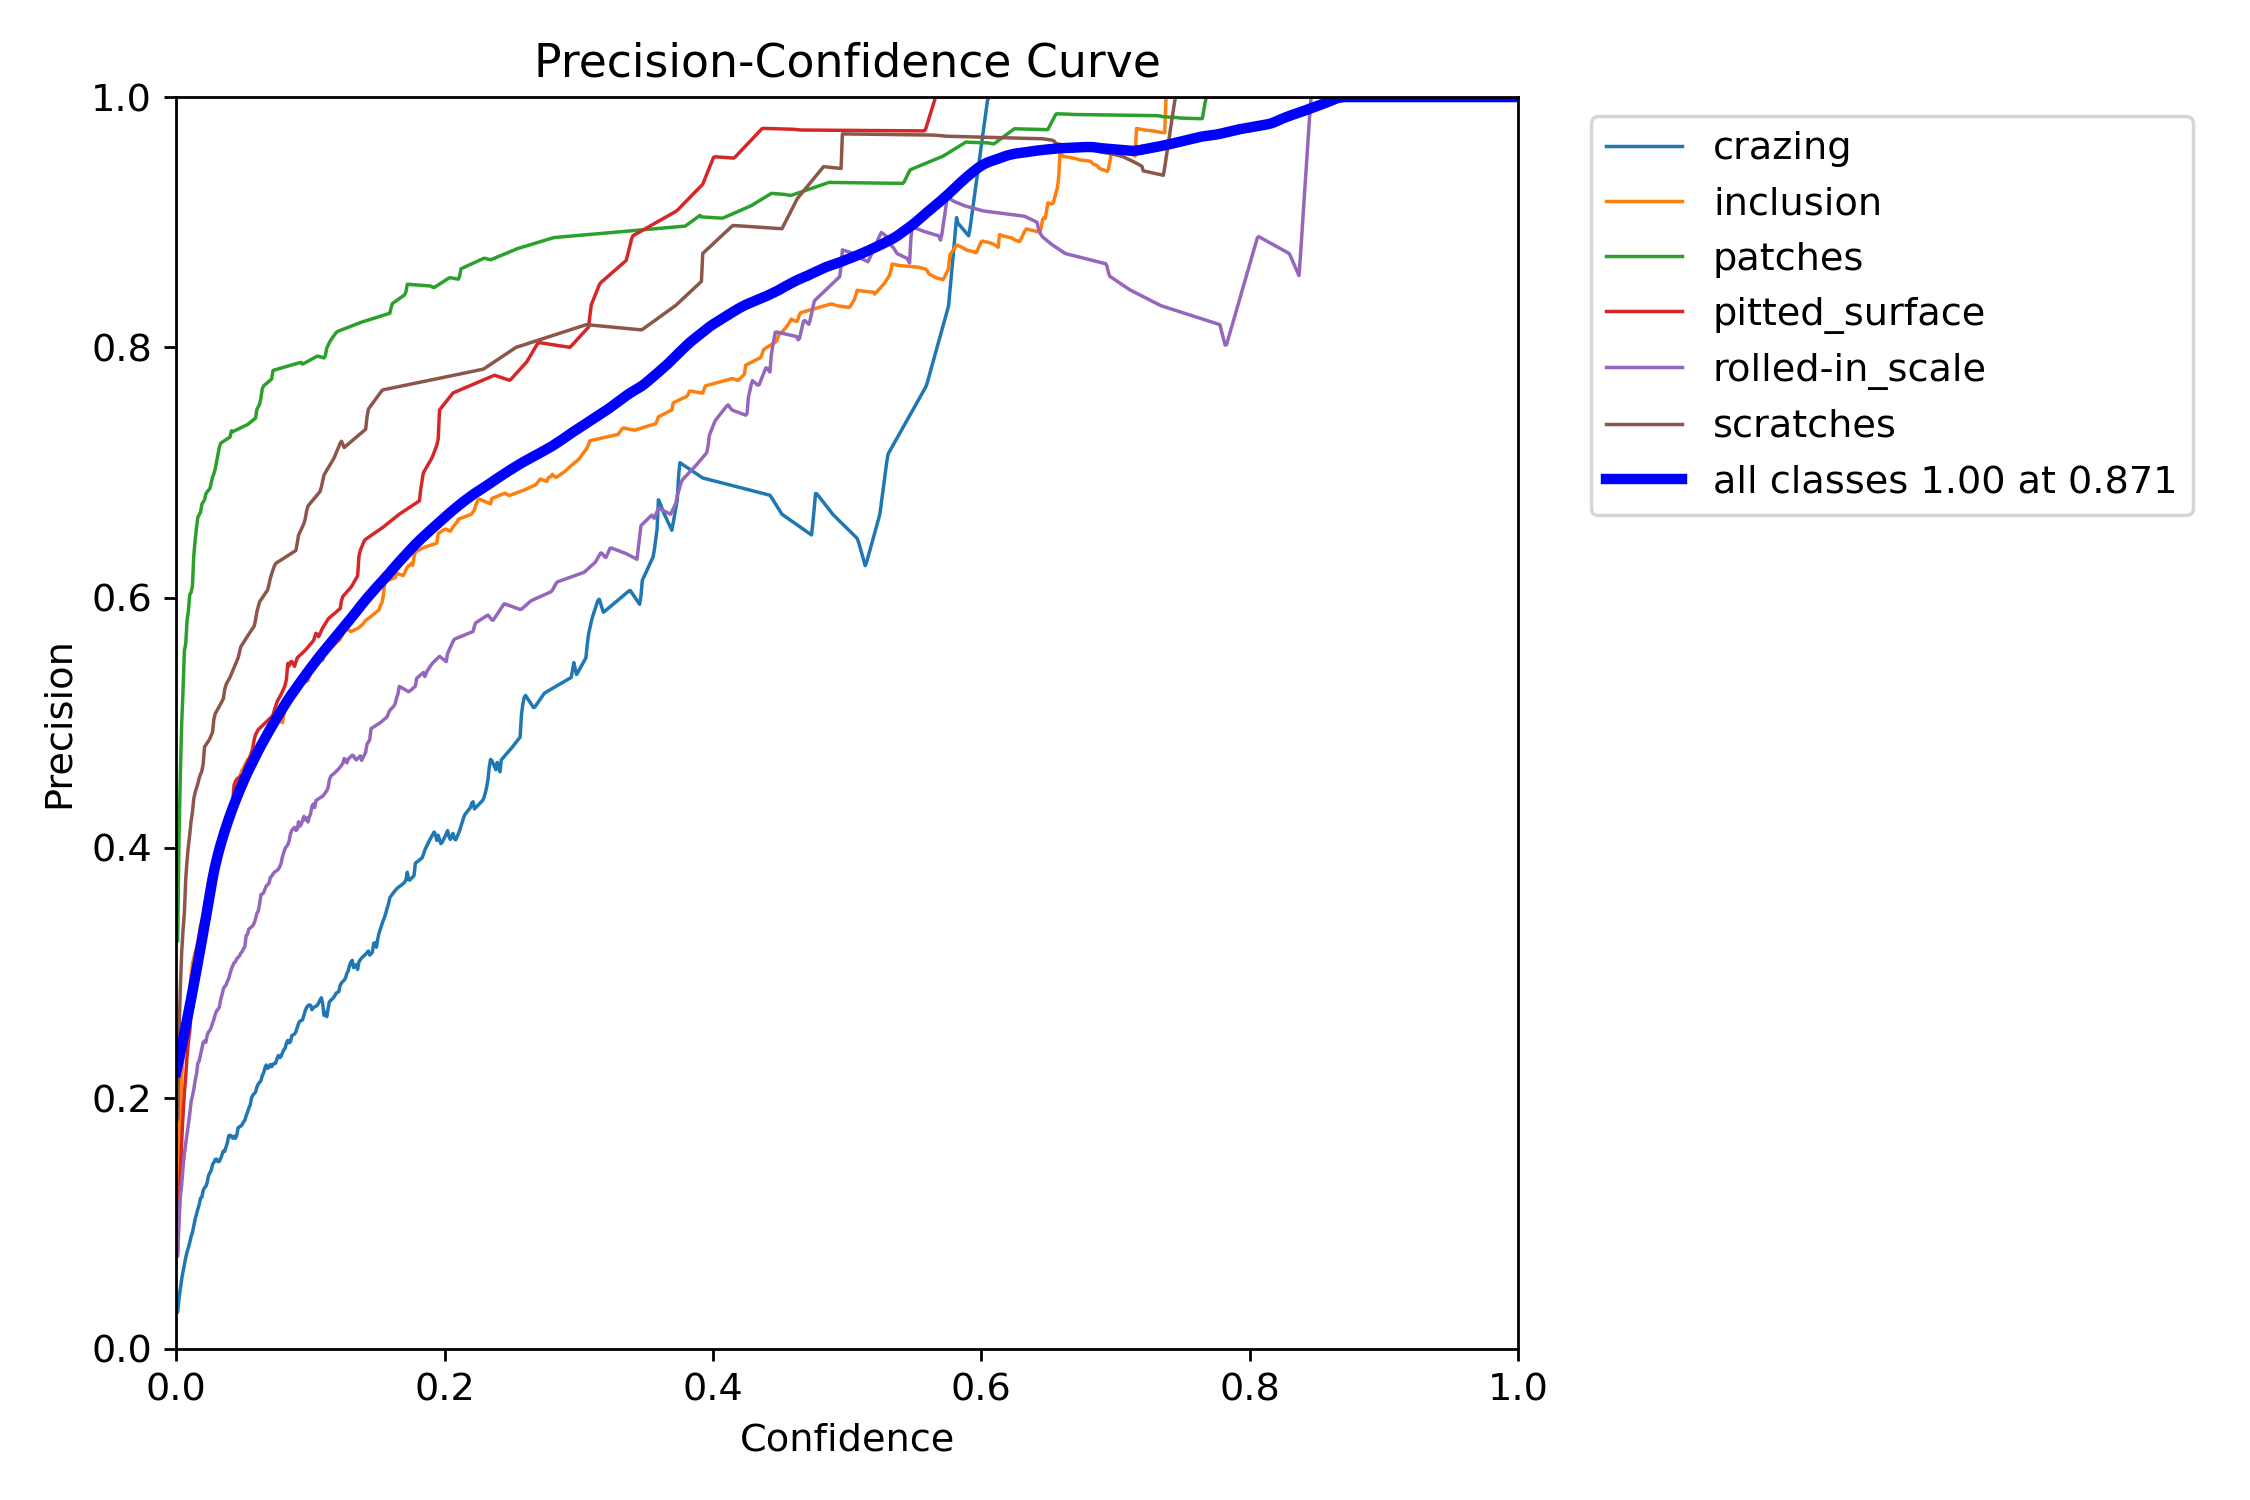 Precision-Confidence Curve
1.0
0.8
0.6
0.4
0.2
0.0
Precision
0.0 0.2 0.4 0.6 0.8 1.0
Confidence
crazing
inclusion
patches
pitted_surface
rolled-in_scale
scratches
all classes 1.00 at 0.871